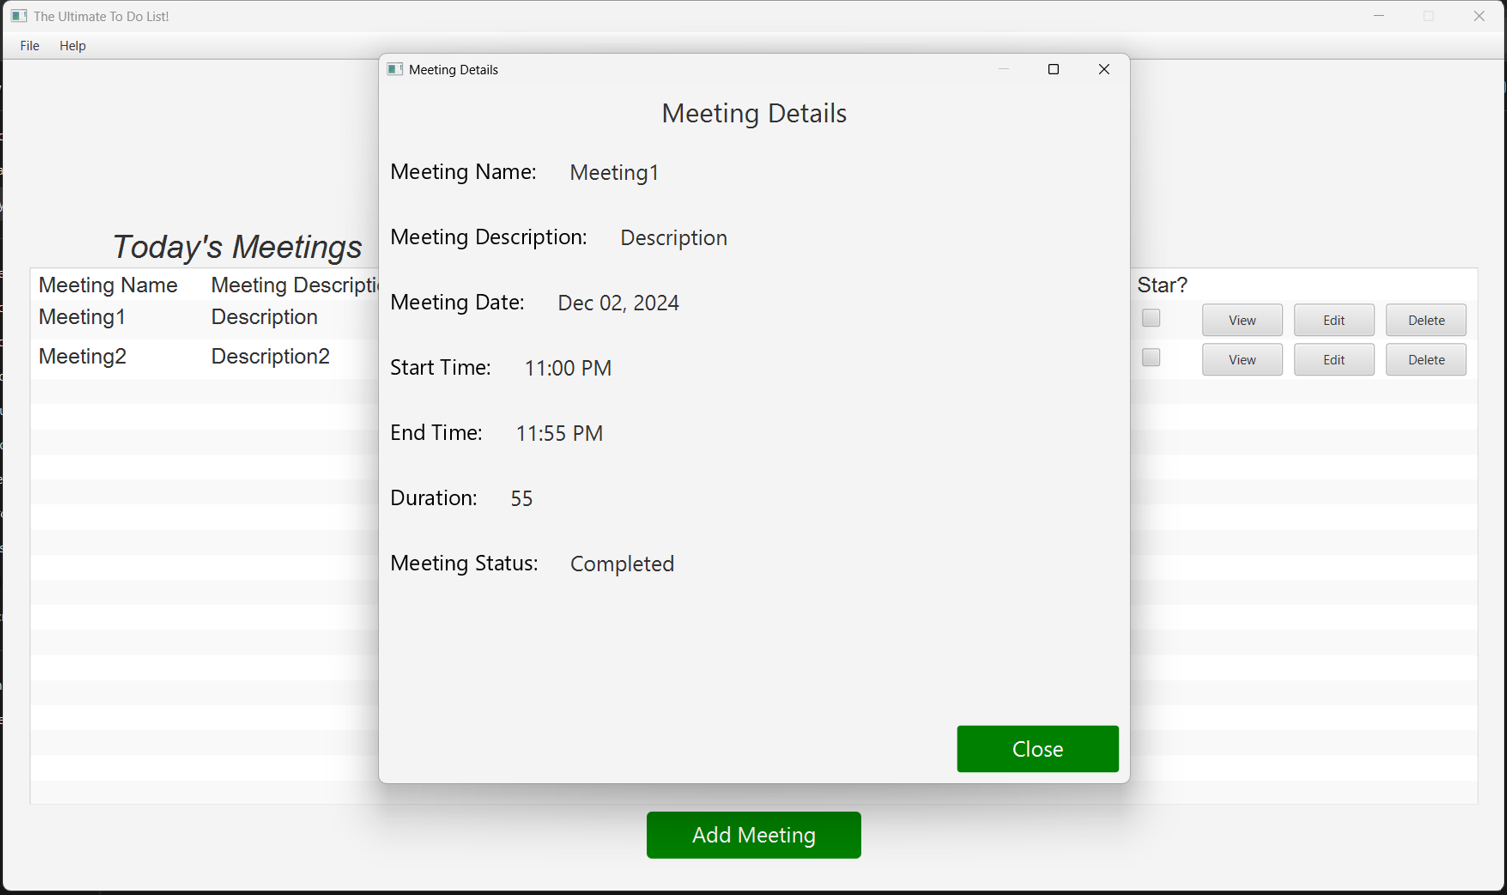 The Ultimate To Do List!
File Help
Meeting Details
Meeting Details
Meeting Name: Meeting1
Meeting Description: Description
Meeting Date: Dec 02, 2024
Start Time: 11:00 PM
End Time: 11:55 PM
Duration: 55
Meeting Status: Completed
Close
Today's Meetings
Meeting Name Meeting Star?
Meeting1 Description View Edit Delete
Meeting2 Description2 View Edit Delete
Add Meeting